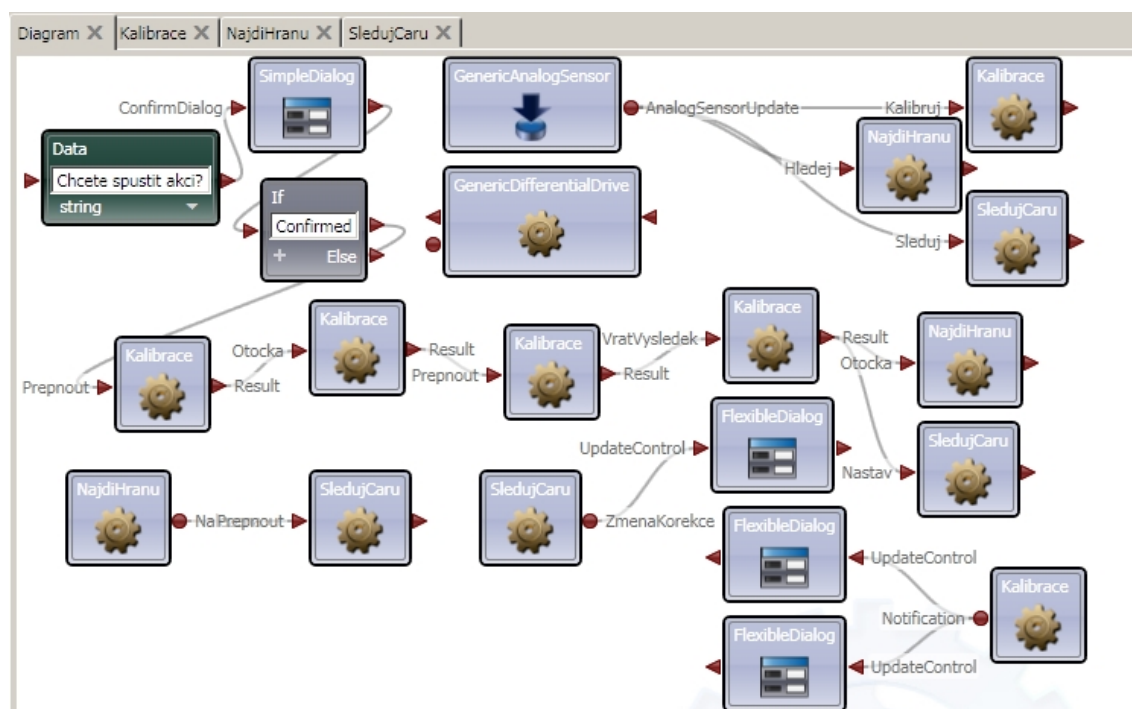 Diagram
Kalibrace
NajdiHranu
SledujCaru
SimpleDialog
GenericAnalogSensor
Kalibrace
ConfirmDialog
AnalogSensorUpdate
Kalibruj
Data
NajdiHranu
Chcete spustit akci?
string
Hledej
If
GenericDifferentialDrive
Confirmed
Else
SledujCaru
Sleduj
Kalibrace
Kalibrace
Kalibrace
Kalibrace
NajdiHranu
Prepnout
Result
Otocka
Result
Prepnout
Result
VratVysledek
Result
Otocka
FlexibleDialog
SledujCaru
UpdateControl
Nastav
NajdiHranu
SledujCaru
SledujCaru
Prepnout
ZmenaKorekce
FlexibleDialog
UpdateControl
Kalibrace
Notification
FlexibleDialog
UpdateControl